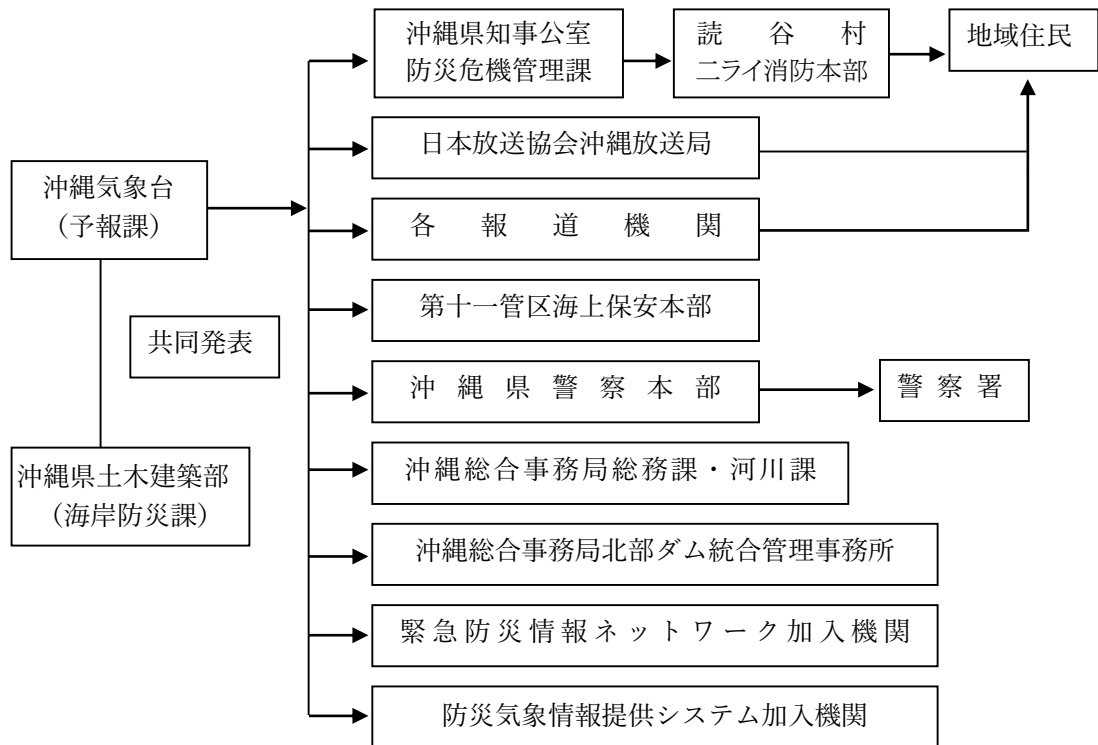 沖縄県知事公室
防災危機管理課
読谷村
ニライ消防本部
地域住民
日本放送協会沖縄放送局
沖縄気象台
（予報課）
各報道機関
第十一管区海上保安本部
共同発表
沖縄県警察本部
警察署
沖縄県土木建築部
（海岸防災課）
沖縄総合事務局総務課・河川課
沖縄総合事務局北部ダム統合管理事務所
緊急防災情報ネットワーク加入機関
防災気象情報提供システム加入機関